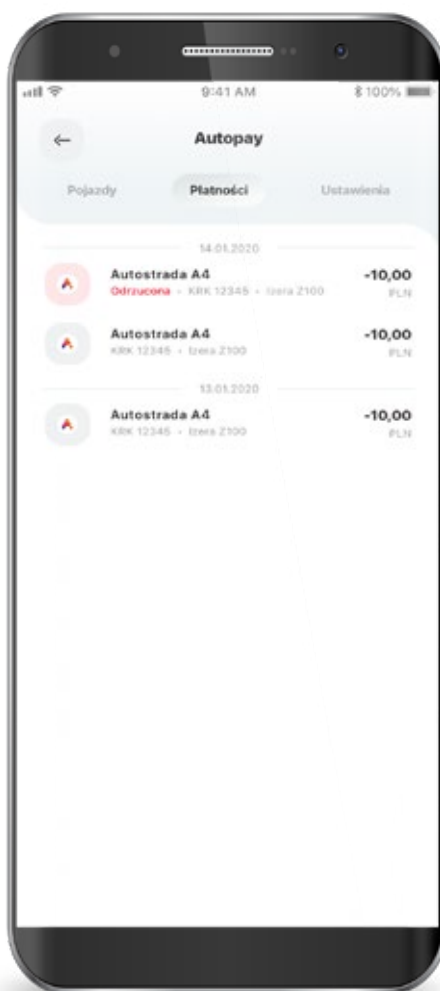 9:41 AM 100%
Autopay
Pojazdy Płatności Ustawienia
14.01.2020
Autostrada A4 -10,00
Odrzucona • KRK 12345 • Izera Z100 PLN
Autostrada A4 -10,00
KRK 12345 • Izera Z100 PLN
13.01.2020
Autostrada A4 -10,00
KRK 12345 • Izera Z100 PLN